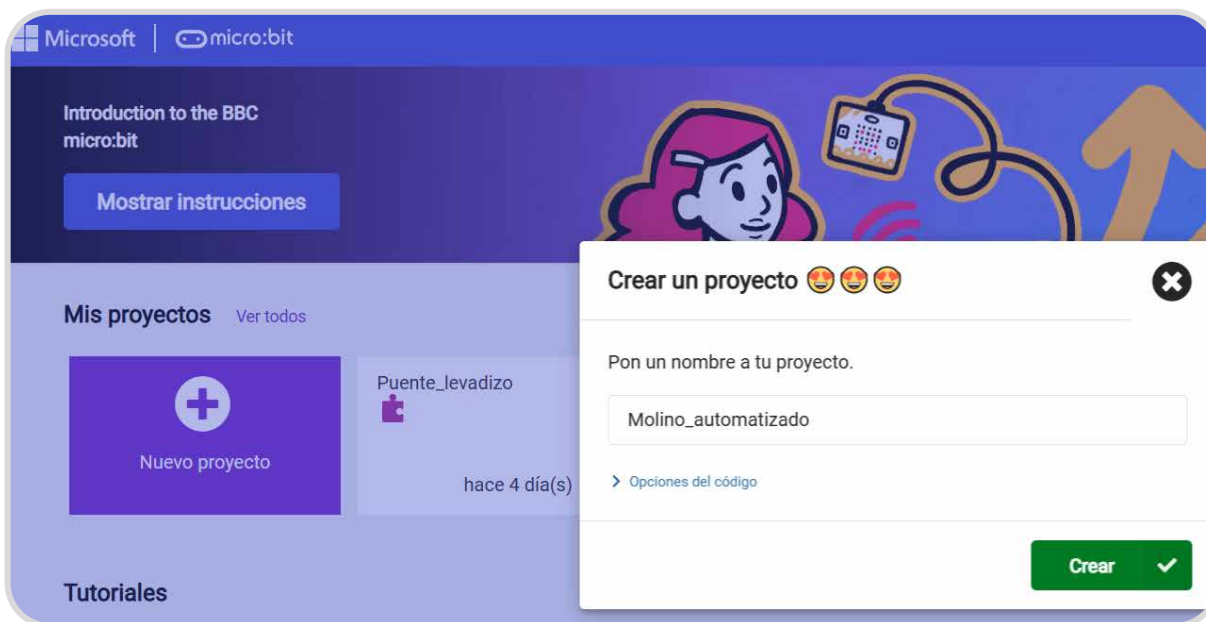 Microsoft | micro:bit
Introduction to the BBC
micro:bit
Mostrar instrucciones
Mis proyectos Ver todos
Nuevo proyecto
Puente_levadizo
hace 4 día(s)
Tutoriales
Crear un proyecto 😍😍😍
Pon un nombre a tu proyecto.
Molino_automatizado
Opciones del código
Crear